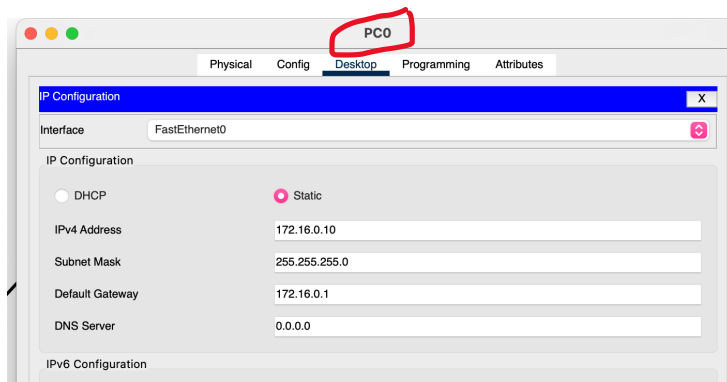 PC0
Physical Config Desktop Programming Attributes
IP Configuration X
Interface FastEthernet0
IP Configuration
DHCP Static
IPv4 Address 172.16.0.10
Subnet Mask 255.255.255.0
Default Gateway 172.16.0.1
DNS Server 0.0.0.0
IPv6 Configuration